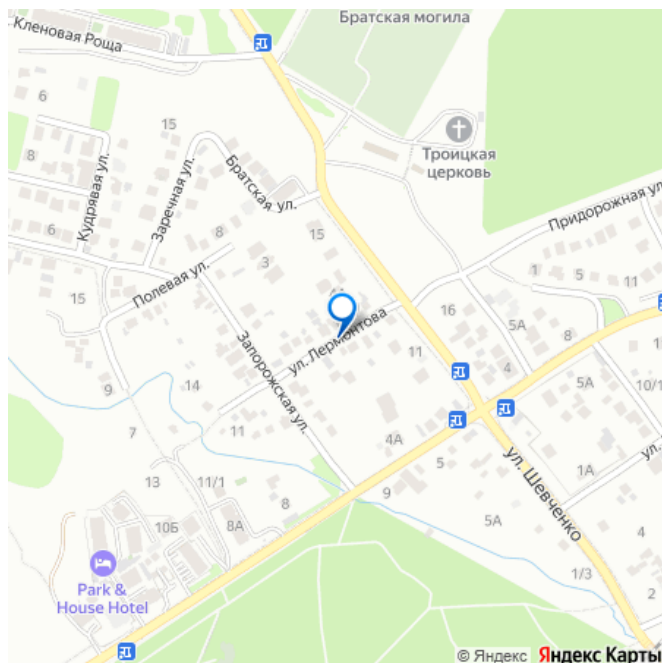 Братская могила
Кленовая Роща
6
15
8
Кудрявая ул.
Заречная ул.
Братская ул.
Троицкая
церковь
Придорожная ул.
6
8
15
3
15
Полевая ул.
1
5
11
16
5А
8
ул. Лермонтова
Запорожская ул.
11
4
5А
10/1
14
9
7
11
4А
13
11/1
8
9
5
ул. Шевченко
1А
ул.
10Б
8А
5А
4
Park &
House Hotel
1/3
2
© Яндекс Яндекс Карты